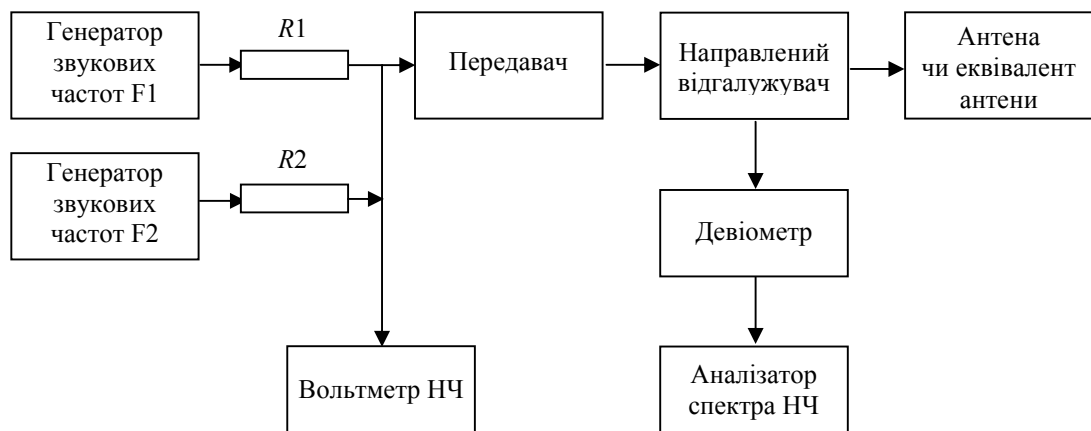 Генератор
звукових
частот F1
R1
Передавач
Направлений
відгалужувач
Антена
чи еквівалент
антени
Генератор
звукових
частот F2
R2
Девіометр
Вольтметр НЧ
Аналізатор
спектра НЧ